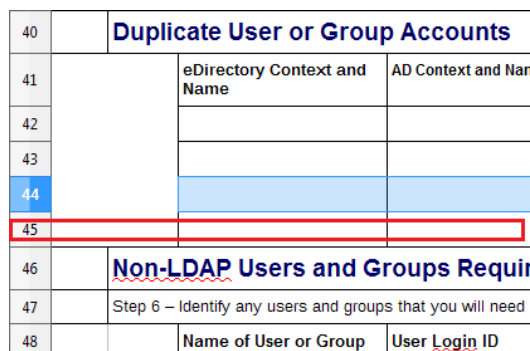 40 Duplicate User or Group Accounts
41 eDirectory Context and Name AD Context and Nam
42
43
44
45
46 Non-LDAP Users and Groups Requir
47 Step 6 – Identify any users and groups that you will need
48 Name of User or Group User Login ID